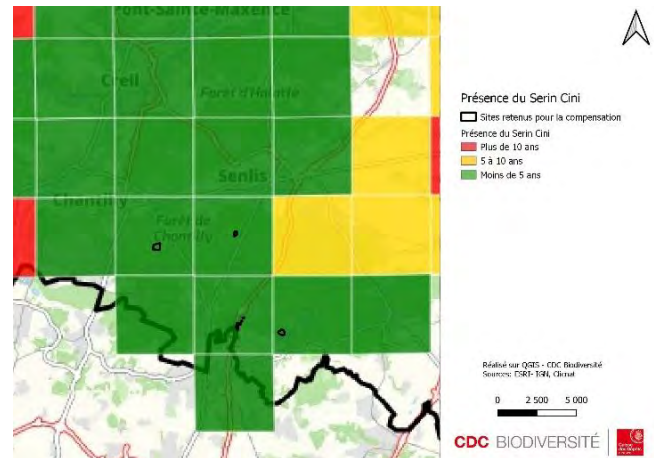 Pont-Sainte-Maxence
Creil
Forêt d'Halatte
Senlis
Chantilly
Forêt de
Chantilly
Présence du Serin Cini
Sites retenus pour la compensation
Présence du Serin Cini
Plus de 10 ans
5 à 10 ans
Moins de 5 ans
Réalisé sur QGIS - CDC Biodiversité
Sources: ESRI- IGN, Clicnat
0 2 500 5 000
CDC BIODIVERSITÉ